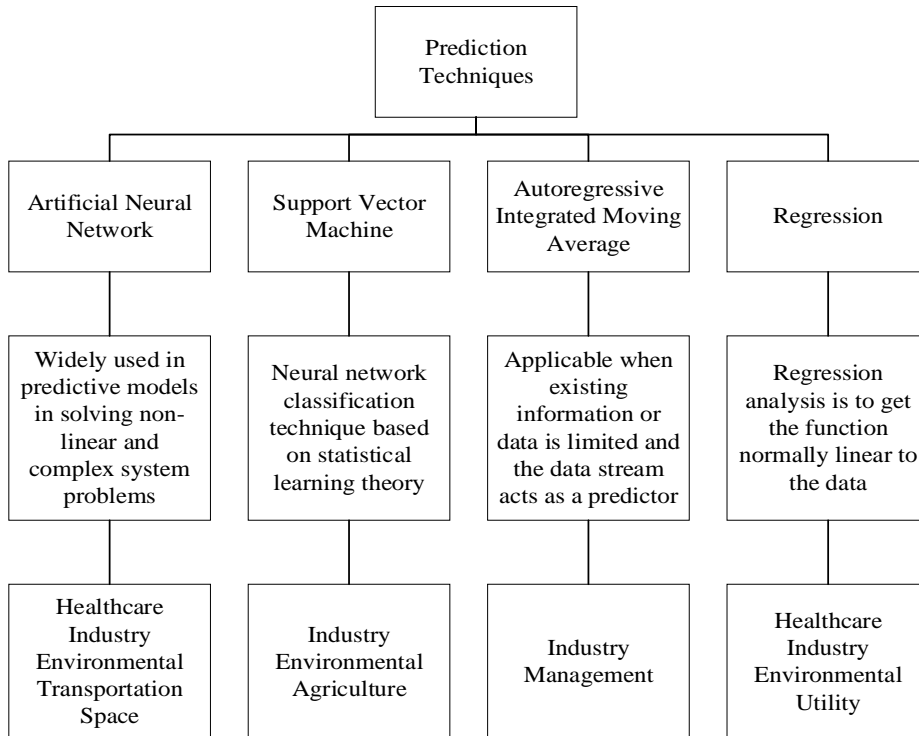 Prediction
Techniques
Artificial Neural
Network
Support Vector
Machine
Autoregressive
Integrated Moving
Average
Regression
Widely used in
predictive models
in solving non-
linear and
complex system
problems
Neural network
classification
technique based
on statistical
learning theory
Applicable when
existing
information or
data is limited and
the data stream
acts as a predictor
Regression
analysis is to get
the function
normally linear to
the data
Healthcare
Industry
Environmental
Transportation
Space
Industry
Environmental
Agriculture
Industry
Management
Healthcare
Industry
Environmental
Utility